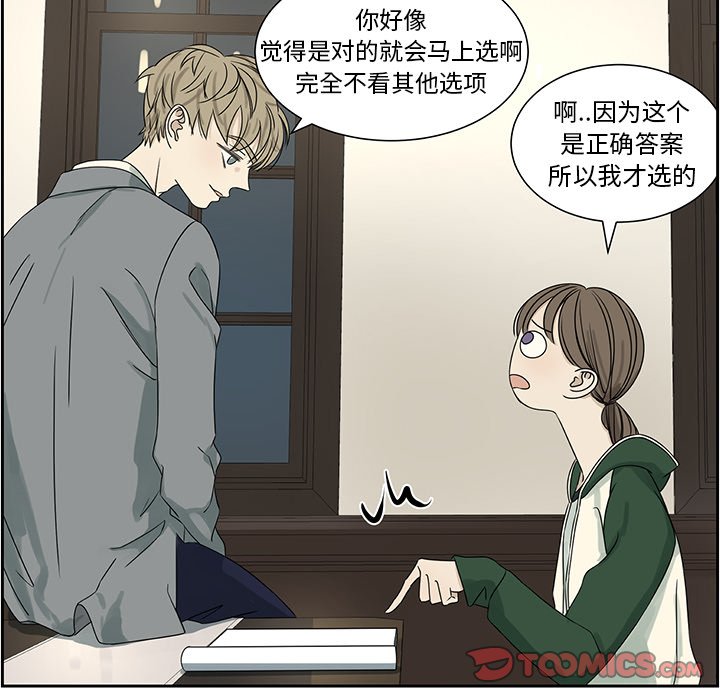 你好像
觉得是对的就会马上选啊
完全不看其他选项
啊..因为这个
是正确答案
所以我才选的
TOOMICS.COM